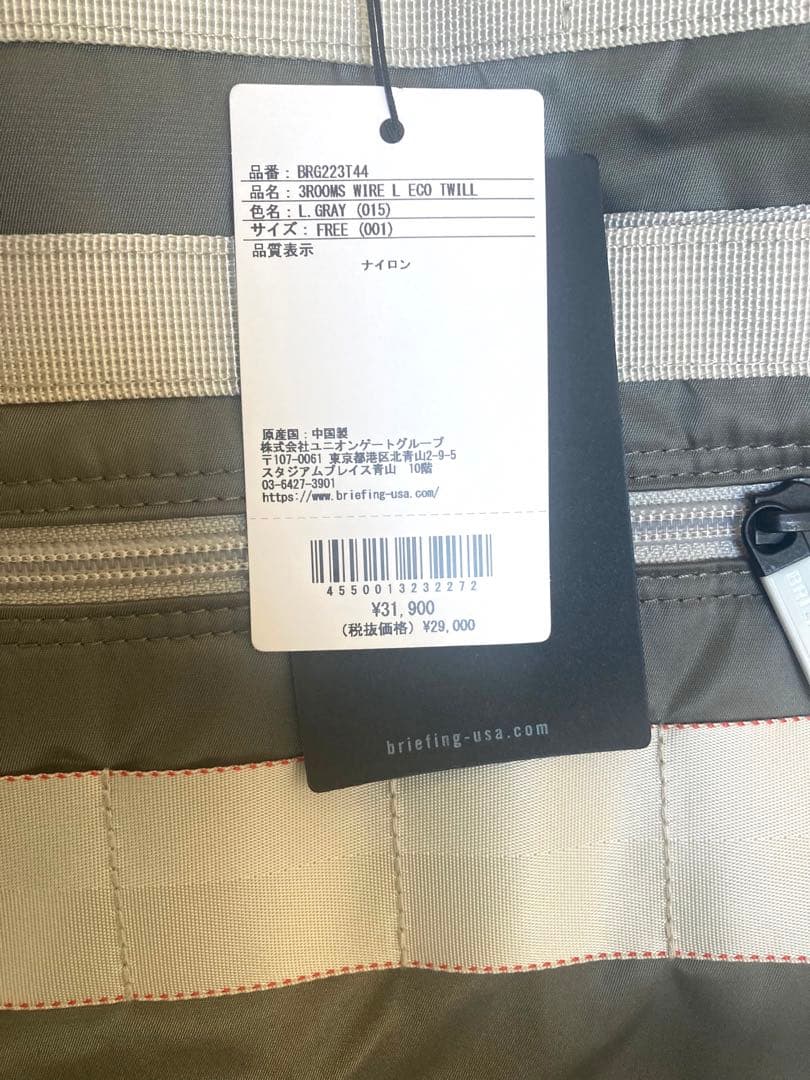 品番：BRG223T44
品名：3ROOMS WIRE L ECO TWILL
色名：L.GRAY (015)
サイズ：FREE (001)
品質表示
ナイロン
原産国：中国製
株式会社ユニオンゲートグループ
〒107-0061 東京都港区北青山2-9-5
スタジアムプレイス青山　10階
03-6427-3901
https://www.briefing-usa.com/
4550013232272
¥31,900
(税抜価格) ¥29,000
briefing-usa.com